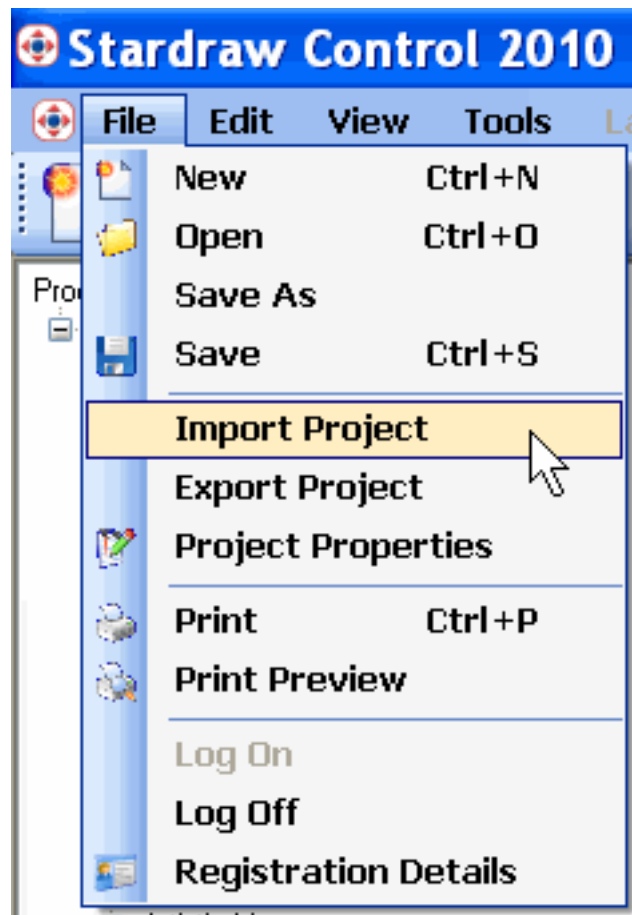 Stardraw Control 2010
File Edit View Tools
New Ctrl+N
Open Ctrl+O
Save As
Save Ctrl+S
Import Project
Export Project
Project Properties
Print Ctrl+P
Print Preview
Log On
Log Off
Registration Details